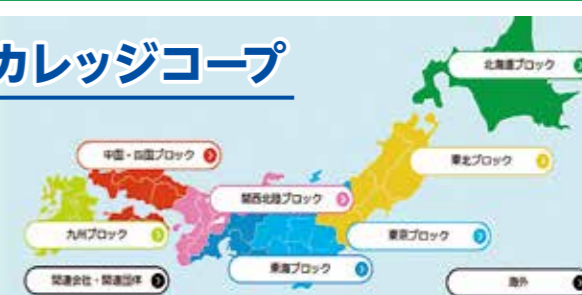 カレッジコープ
北海道ブロック
中国・四国ブロック
東北ブロック
関西北陸ブロック
九州ブロック
東京ブロック
東海ブロック
関連会社・関連団体
海外